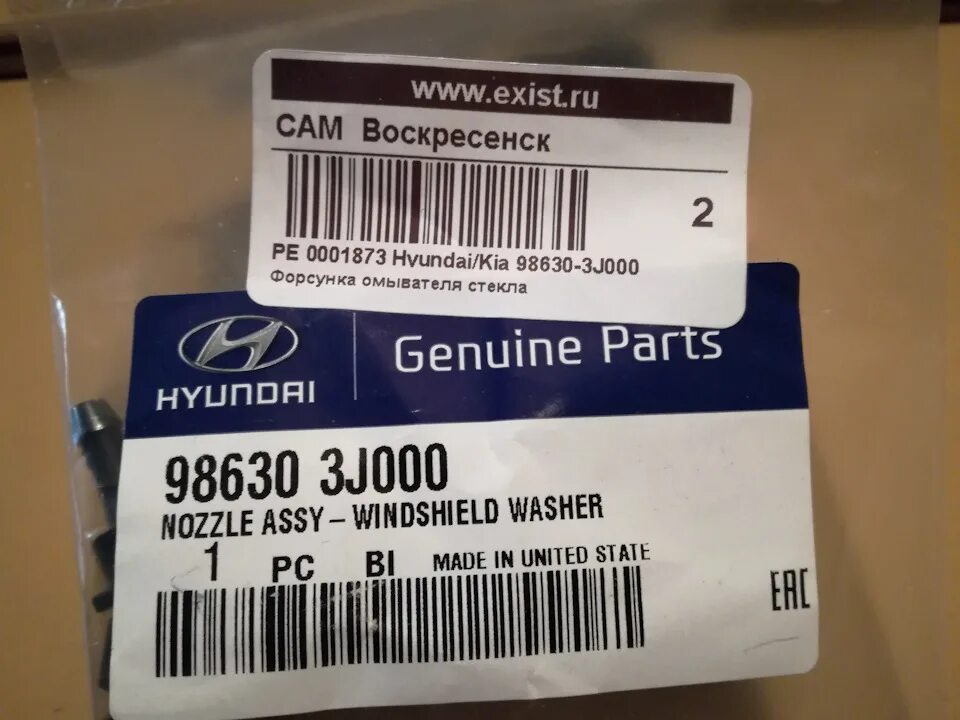 www.exist.ru
САМ Воскресенск
2
PE 0001873 Hyundai/Kia 98630-3J000
Форсунка омывателя стекла
HYUNDAI
Genuine Parts
98630 3J000
NOZZLE ASSY – WINDSHIELD WASHER
1 PC BI MADE IN UNITED STATE
EAC